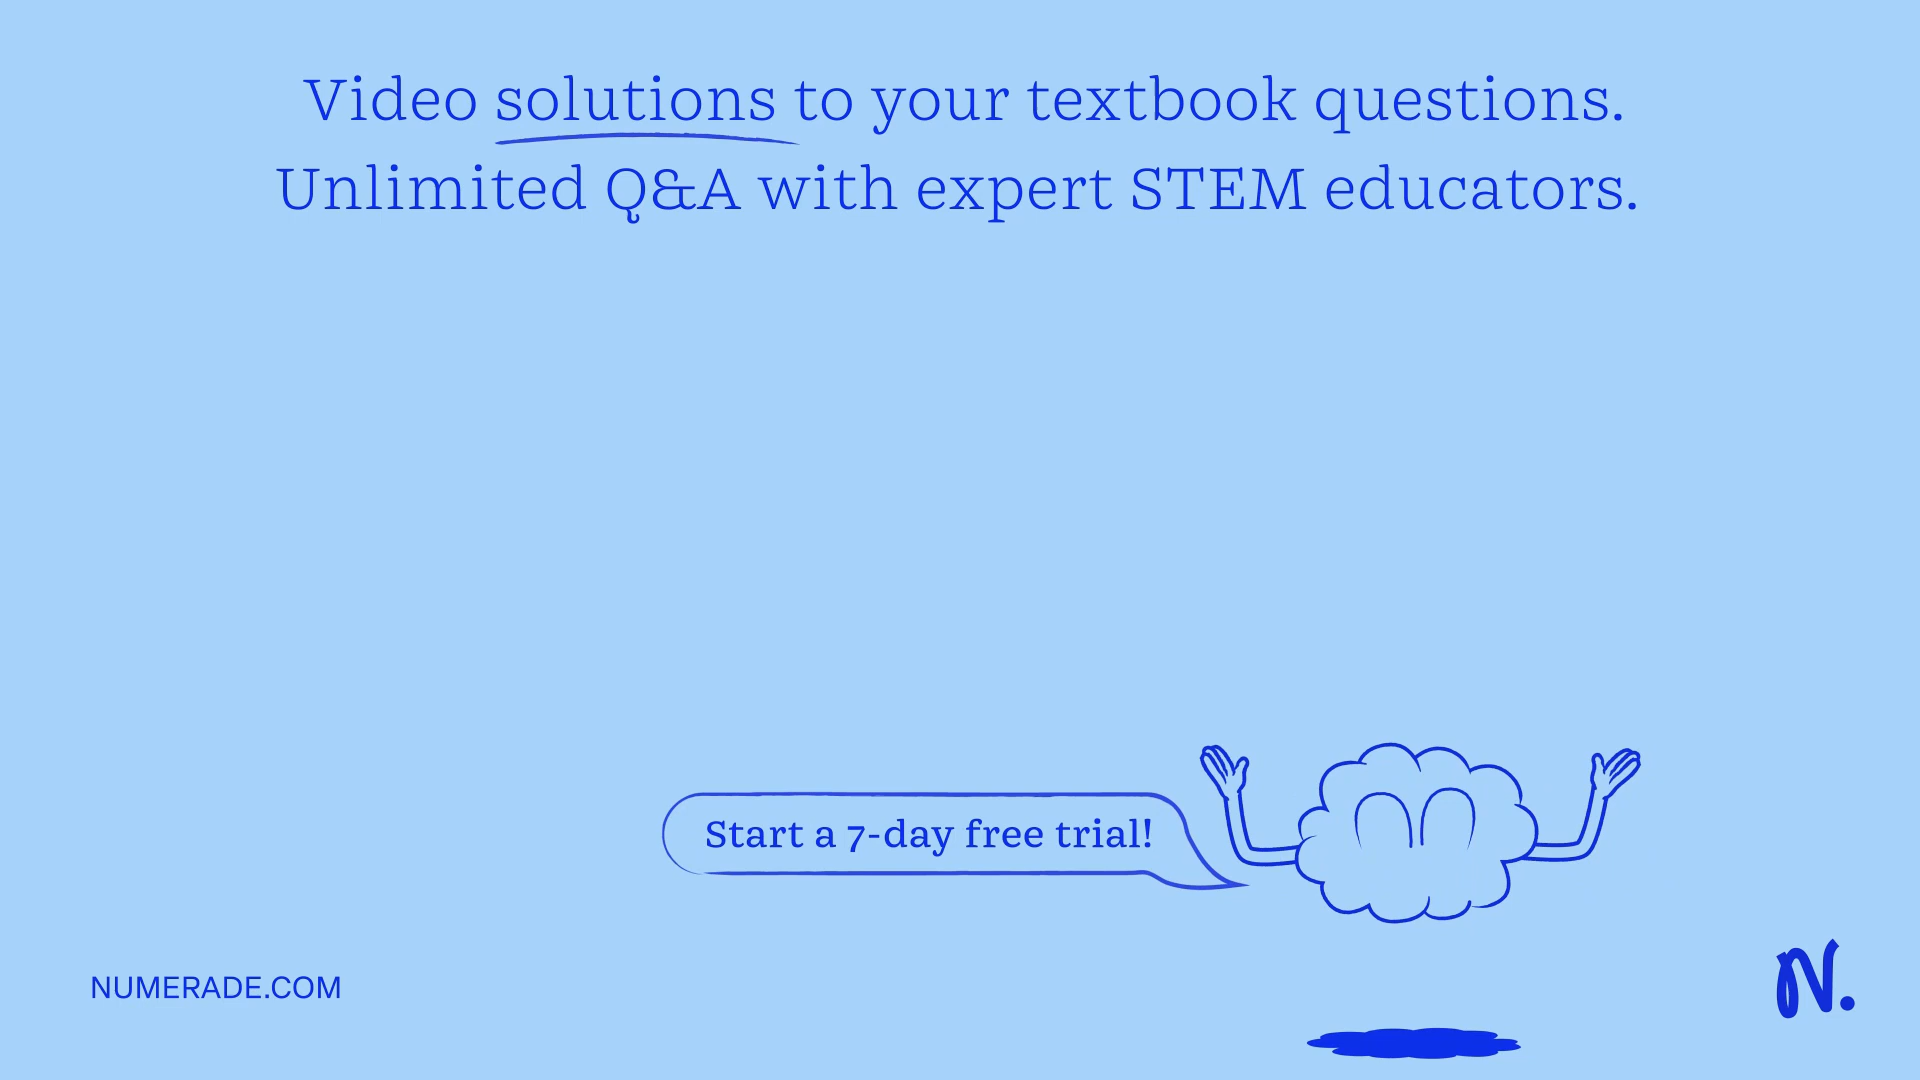 Video solutions to your textbook questions.
Unlimited Q&A with expert STEM educators.
Start a 7-day free trial!
NUMERADE.COM
N.